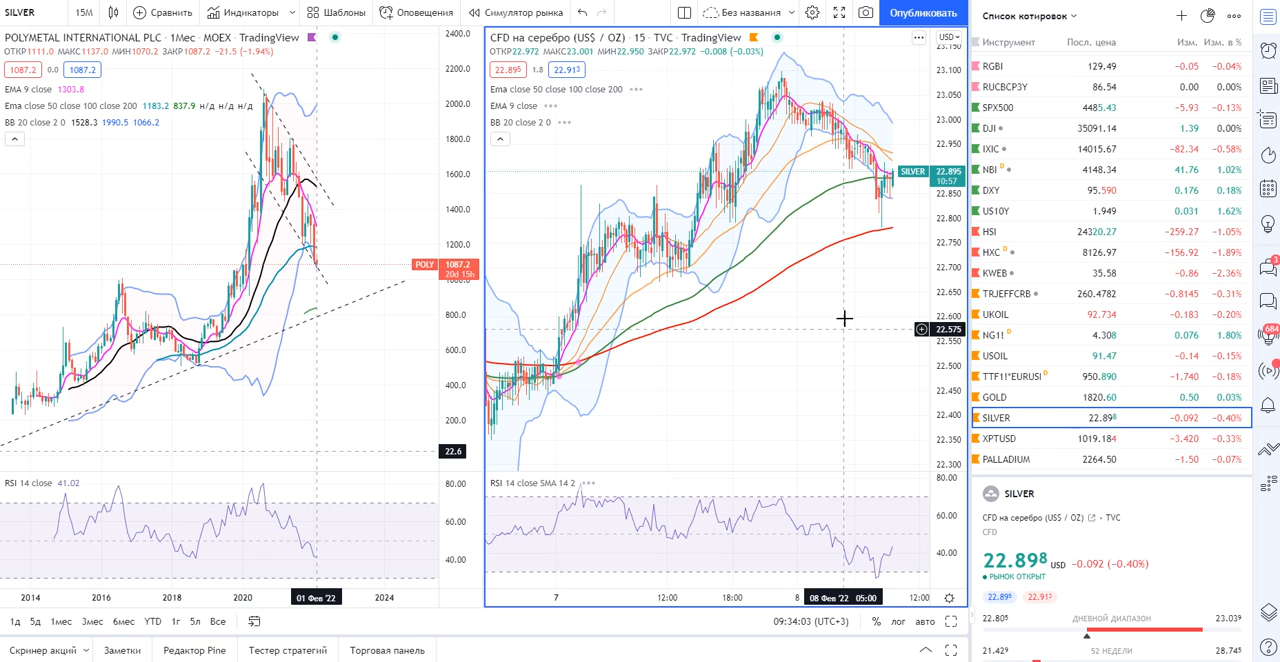 SILVER 15М Сравнить Индикаторы Шаблоны Оповещения Симулятор рынка Без названия Опубликовать
POLYMETAL INTERNATIONAL PLC · 1Мес · MOEX · TradingView
ОТКР1111.0 МАКС1137.0 МИН1070.2 ЗАКР1087.2 −21.5 (−1.94%)
1087.2 0.0 1087.2
EMA 9 close 1303.8
Ema close 50 close 100 close 200 1183.2 837.9 н/д н/д н/д
BB 20 close 2 0 1528.3 1990.5 1066.2
2400.0
2200.0
2000.0
1800.0
1600.0
1400.0
1200.0
POLY 1087.2
20d 15h
800.0
600.0
400.0
200.0
22.6
RSI 14 close 41.02
80.00
60.00
40.00
2014 2016 2018 2020 01 Фев '22 2024
CFD на серебро (US$ / OZ) · 15 · TVC · TradingView
ОТКР22.972 МАКС23.001 МИН22.950 ЗАКР22.972 −0.008 (−0.03%)
22.895 1.8 22.913
Ema close 50 close 100 close 200
EMA 9 close
BB 20 close 2 0
USD
23.150
23.100
23.050
23.000
22.950
SILVER 22.895
10:57
22.850
22.800
22.750
22.700
22.650
22.600
22.575
22.550
22.500
22.450
22.400
22.350
22.300
RSI 14 close SMA 14 2
80.00
60.00
40.00
7 12:00 18:00 8 08 Фев '22 05:00 12:00
1д 5д 1мес 3мес 6мес YTD 1г 5л Все
09:34:03 (UTC+3) % лог авто
Скринер акций Заметки Редактор Pine Тестер стратегий Торговая панель
Список котировок
Инструмент Посл. цена Изм. Изм. в %
RGBI 129.49 −0.05 −0.04%
RUCBCP3Y 86.54 0.00 0.00%
SPX500 4485.43 −5.93 −0.13%
DJI 35091.14 1.39 0.00%
IXIC 14015.67 −82.34 −0.58%
NBI D 4148.34 41.76 1.02%
DXY 95.590 0.176 0.18%
US10Y 1.949 0.031 1.62%
HSI 24320.27 −259.27 −1.05%
HXC D 8126.97 −156.92 −1.89%
KWEB 35.58 −0.86 −2.36%
TRJEFFCRB 260.4782 −0.8145 −0.31%
UKOIL 92.734 −0.183 −0.20%
NG1! D 4.308 0.076 1.80%
USOIL 91.47 −0.14 −0.15%
TTF1!*EURUSI D 950.890 −1.740 −0.18%
GOLD 1820.60 0.50 0.03%
SILVER 22.898 −0.092 −0.40%
XPTUSD 1019.184 −3.420 −0.33%
PALLADIUM 2264.50 −1.50 −0.07%
SILVER
CFD на серебро (US$ / OZ) · TVC
CFD
22.898 USD −0.092 (−0.40%)
РЫНОК ОТКРЫТ
22.898 22.913
22.805 ДНЕВНОЙ ДИАПАЗОН 23.039
21.429 52 НЕДЕЛИ 28.745
3
684